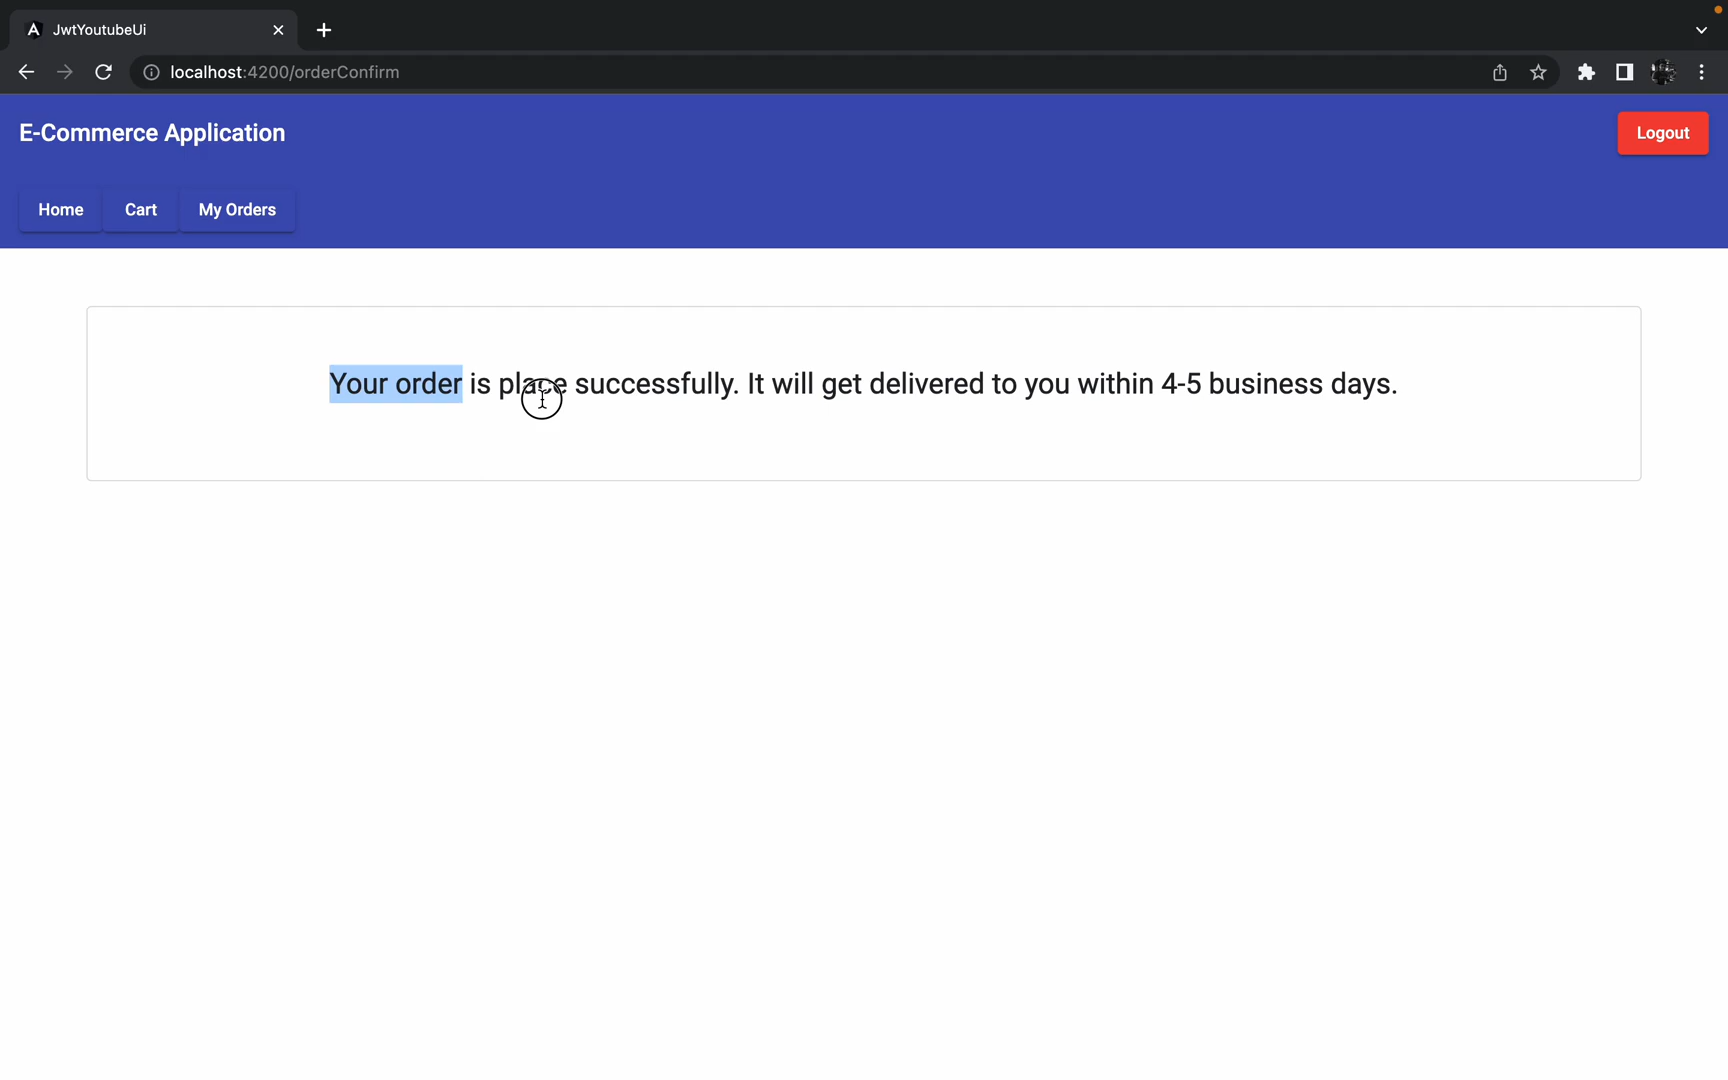 JwtYoutubeUi
localhost:4200/orderConfirm
E-Commerce Application
Logout
Home Cart My Orders
Your order is place successfully. It will get delivered to you within 4-5 business days.